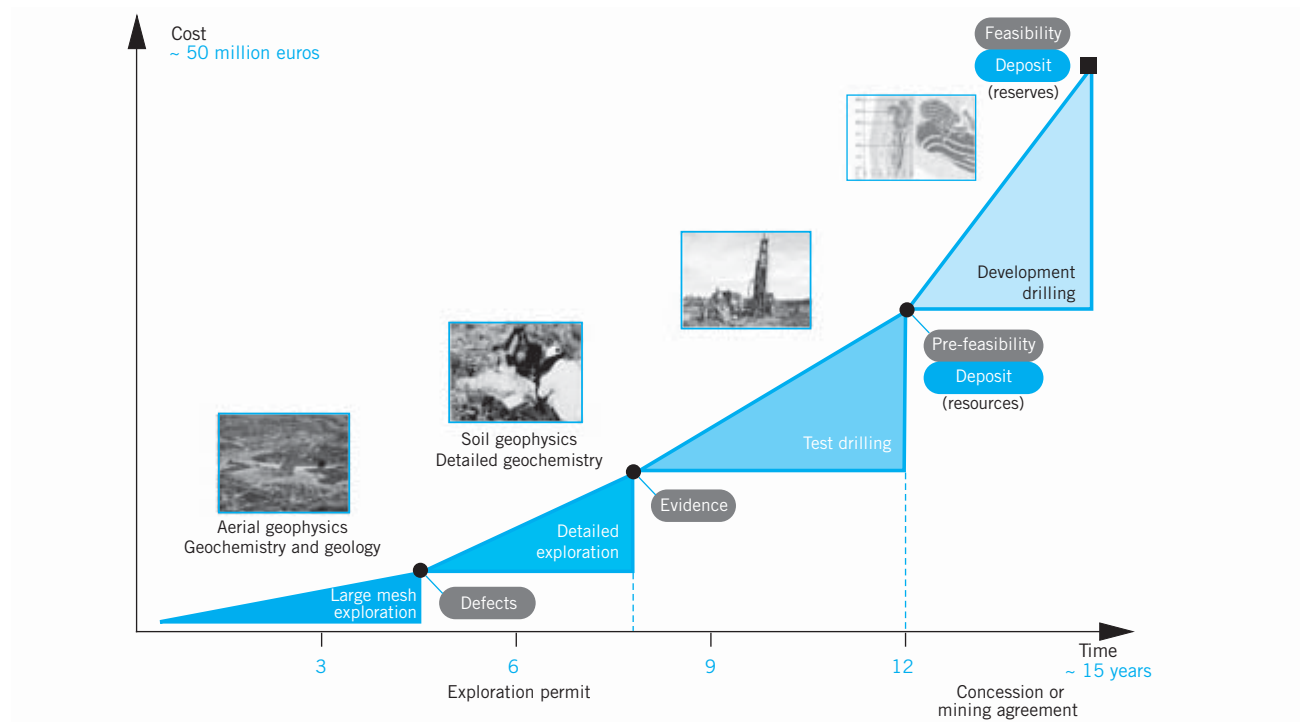 Cost
~ 50 million euros
Feasibility
Deposit
(reserves)
Development
drilling
Pre-feasibility
Deposit
(resources)
Test drilling
Soil geophysics
Detailed geochemistry
Evidence
Aerial geophysics
Geochemistry and geology
Detailed
exploration
Large mesh
exploration
Defects
3
6
9
12
Time
~ 15 years
Exploration permit
Concession or
mining agreement